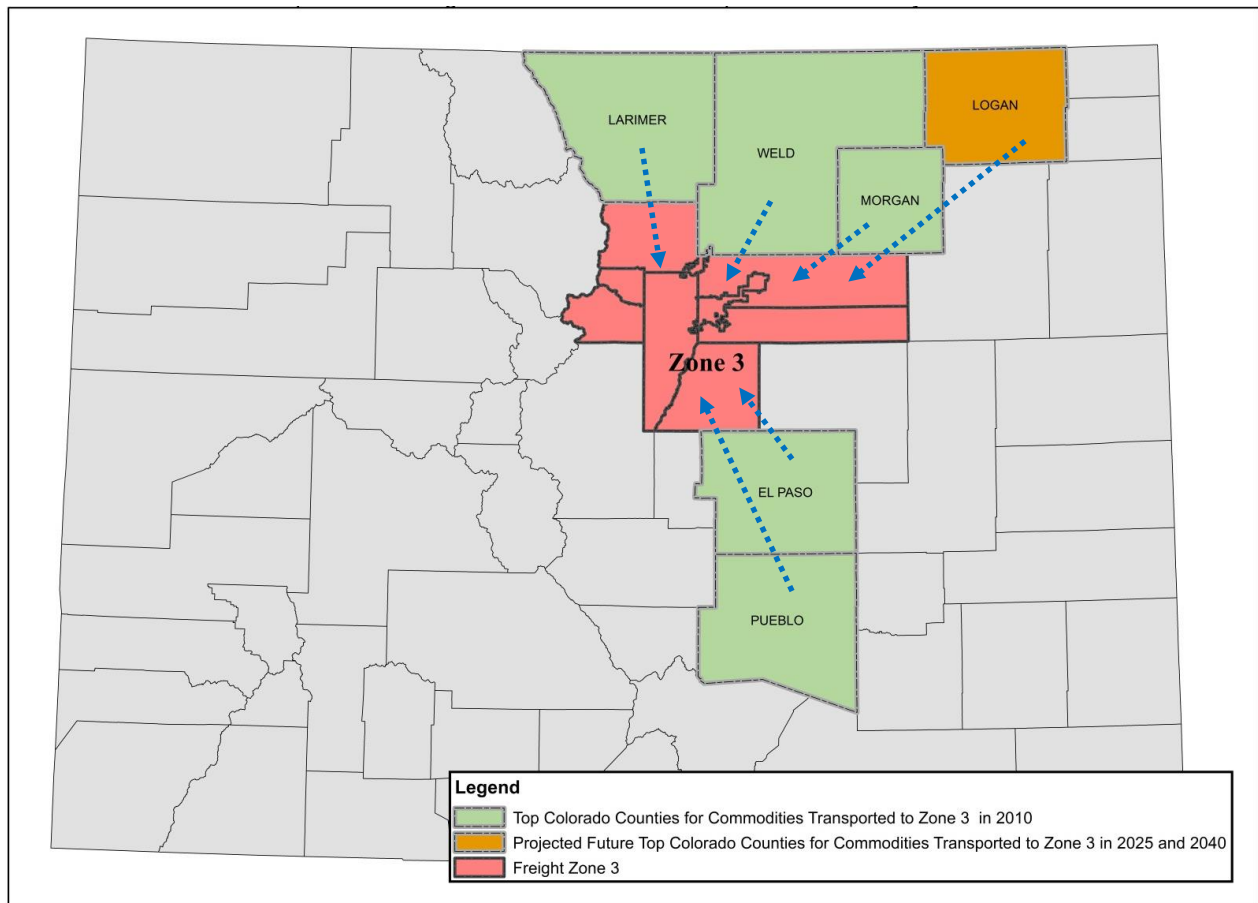 LOGAN
LARIMER
WELD
MORGAN
Zone 3
EL PASO
PUEBLO
Legend
Top Colorado Counties for Commodities Transported to Zone 3 in 2010
Projected Future Top Colorado Counties for Commodities Transported to Zone 3 in 2025 and 2040
Freight Zone 3